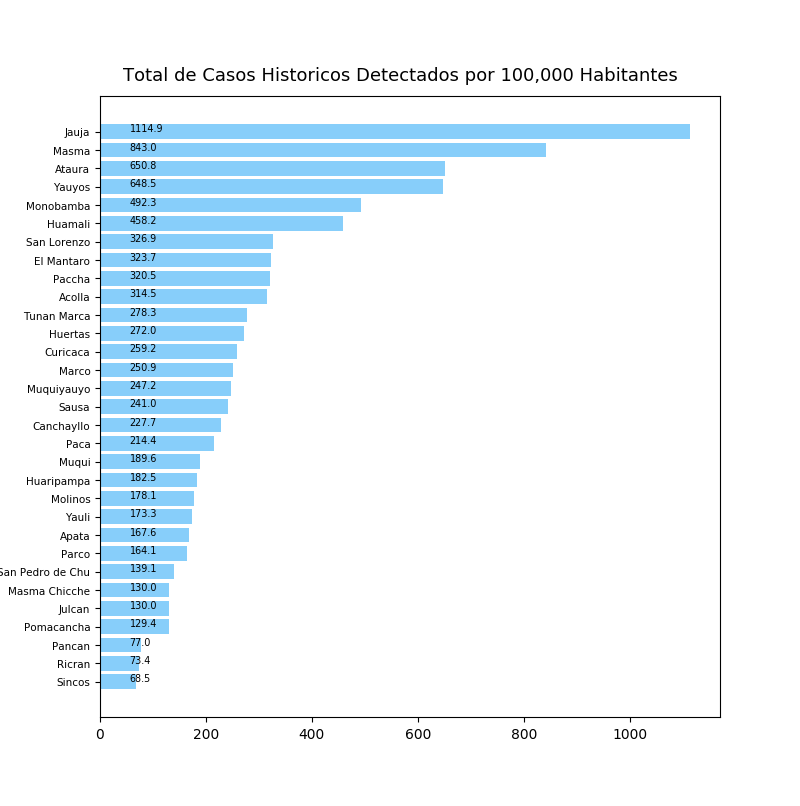 Total de Casos Historicos Detectados por 100,000 Habitantes
Jauja 1114.9
Masma 843.0
Ataura 650.8
Yauyos 648.5
Monobamba 492.3
Huamali 458.2
San Lorenzo 326.9
El Mantaro 323.7
Paccha 320.5
Acolla 314.5
Tunan Marca 278.3
Huertas 272.0
Curicaca 259.2
Marco 250.9
Muquiyauyo 247.2
Sausa 241.0
Canchayllo 227.7
Paca 214.4
Muqui 189.6
Huaripampa 182.5
Molinos 178.1
Yauli 173.3
Apata 167.6
Parco 164.1
San Pedro de Chu 139.1
Masma Chicche 130.0
Julcan 130.0
Pomacancha 129.4
Pancan 77.0
Ricran 73.4
Sincos 68.5
0 200 400 600 800 1000